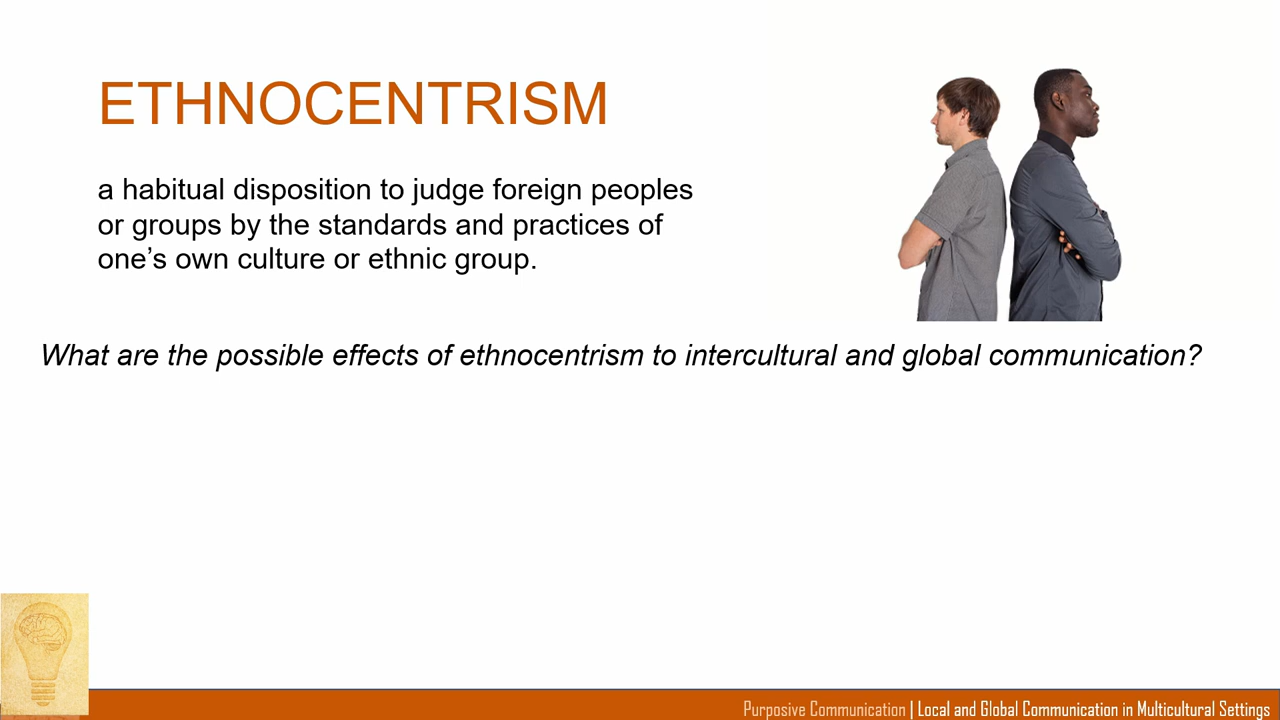 ETHNOCENTRISM
a habitual disposition to judge foreign peoples
or groups by the standards and practices of
one’s own culture or ethnic group.
What are the possible effects of ethnocentrism to intercultural and global communication?
Purposive Communication | Local and Global Communication in Multicultural Settings